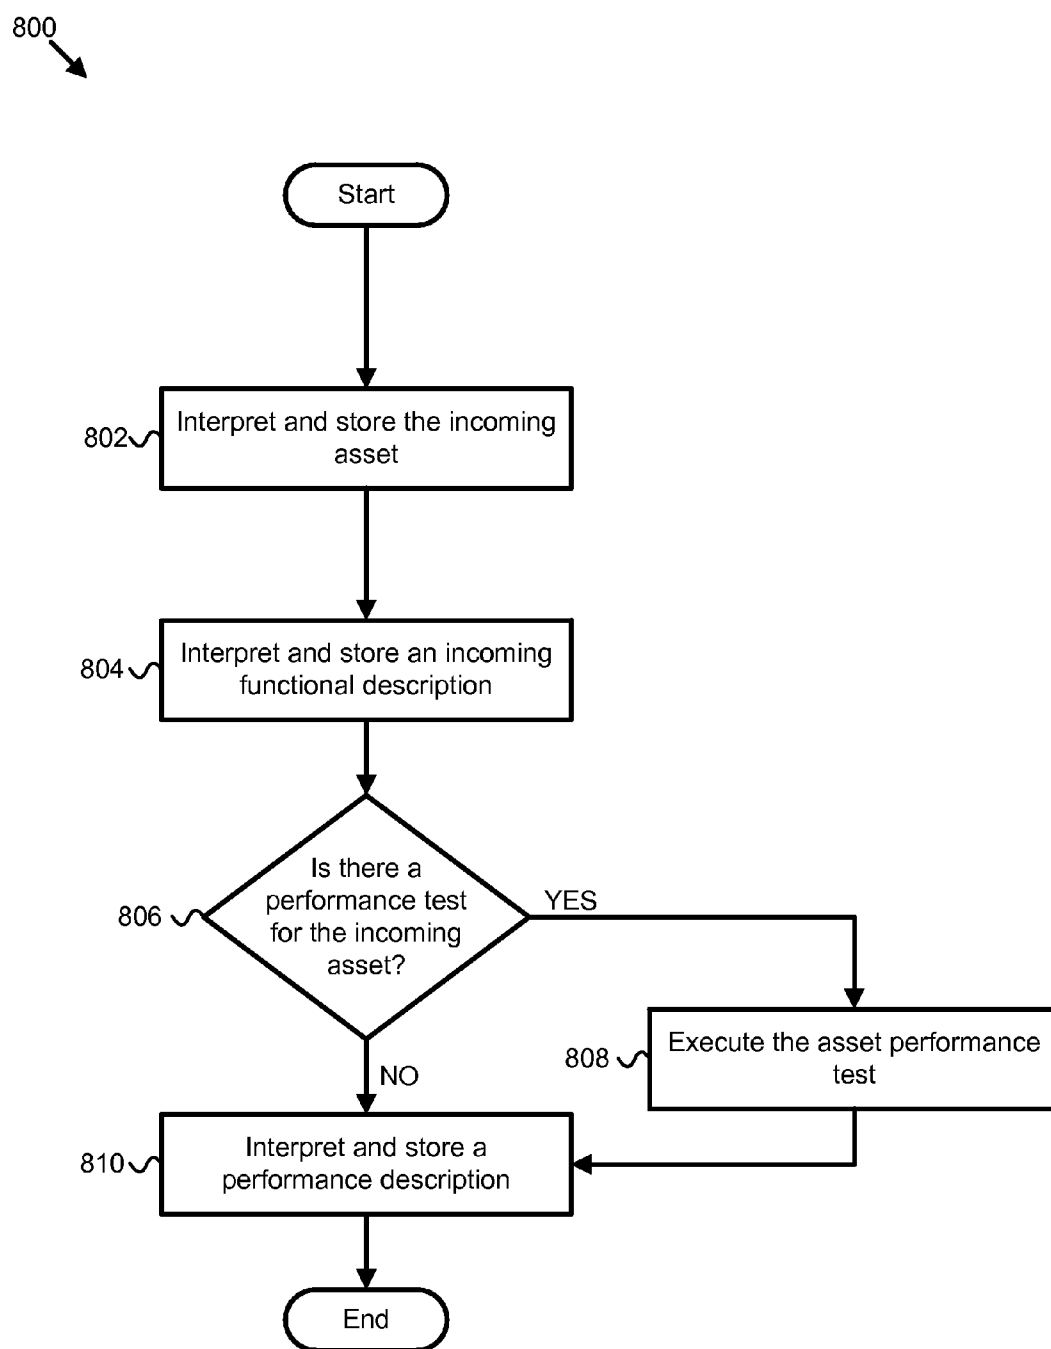 800
Start
802
Interpret and store the incoming
asset
804
Interpret and store an incoming
functional description
806
Is there a
performance test
for the incoming
asset?
YES
808
Execute the asset performance
test
NO
810
Interpret and store a
performance description
End